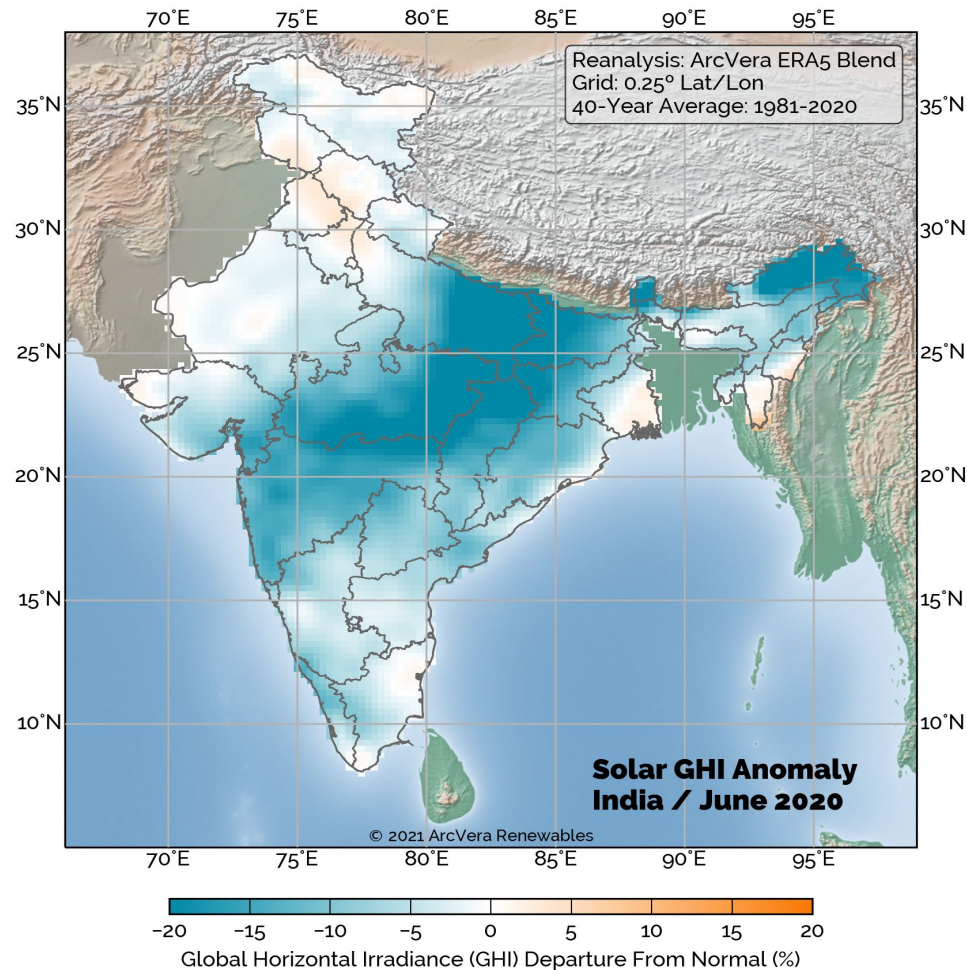 70°E 75°E 80°E 85°E 90°E 95°E
Reanalysis: ArcVera ERA5 Blend
Grid: 0.25º Lat/Lon
40-Year Average: 1981-2020
35°N 35°N
30°N 30°N
25°N 25°N
20°N 20°N
15°N 15°N
10°N 10°N
Solar GHI Anomaly
India / June 2020
© 2021 ArcVera Renewables
70°E 75°E 80°E 85°E 90°E 95°E
−20 −15 −10 −5 0 5 10 15 20
Global Horizontal Irradiance (GHI) Departure From Normal (%)